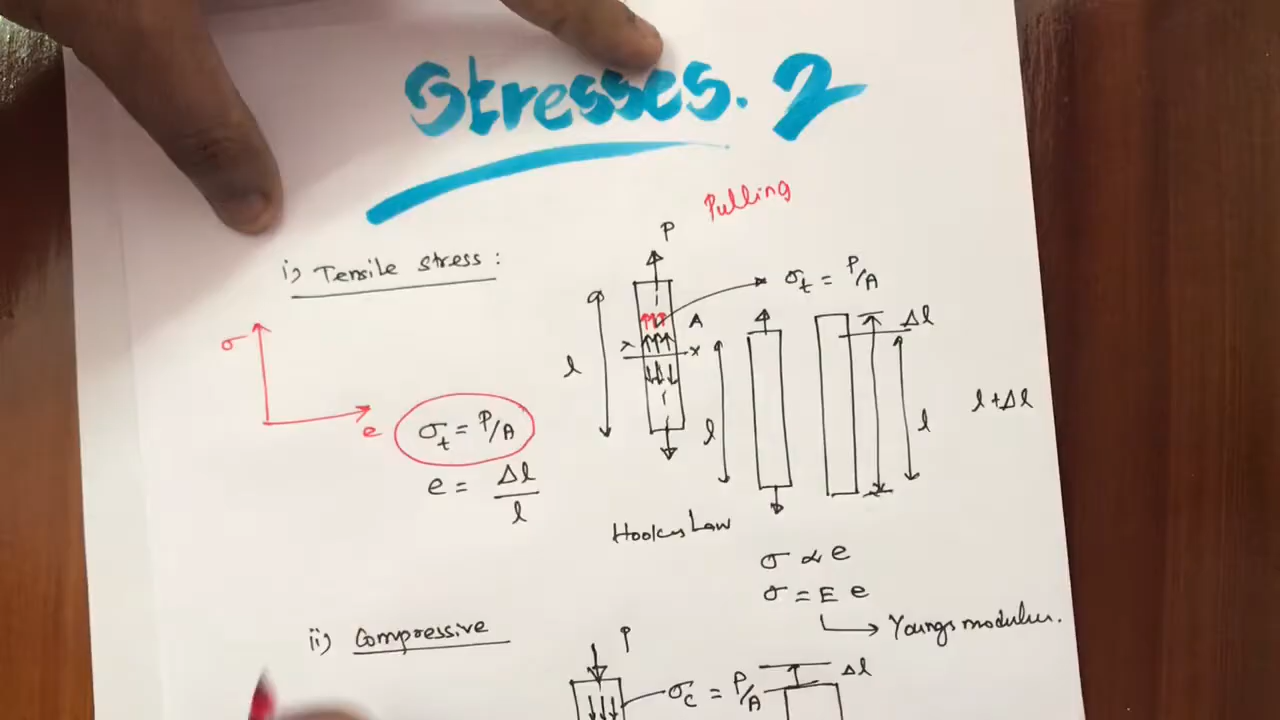 Stresses. 2
Pulling
P
i) Tensile stress :
σt = P/A
σ
l
A
x x
Δl
l
l
l+Δl
e
σt = P/A
e = Δl/l
Hookes Law
σ ∝ e
σ = E e
Youngs modulus.
ii) Compressive
P
σc = P/A
Δl